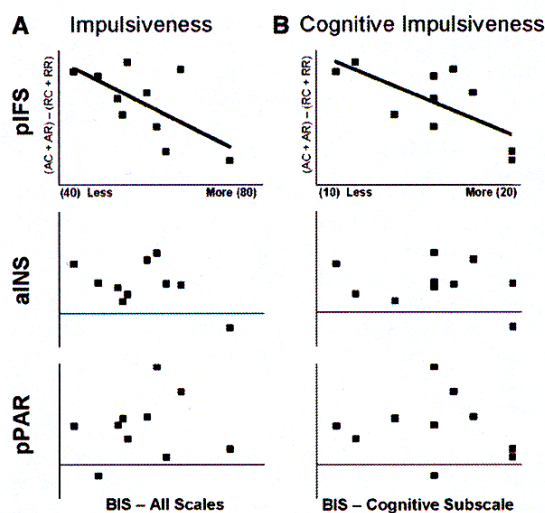 A Impulsiveness
B Cognitive Impulsiveness
pIFS
(AC + AR) – (RC + RR)
(AC + AR) – (RC + RR)
(40) Less More (80)
(10) Less More (20)
aINS
pPAR
BIS – All Scales
BIS – Cognitive Subscale